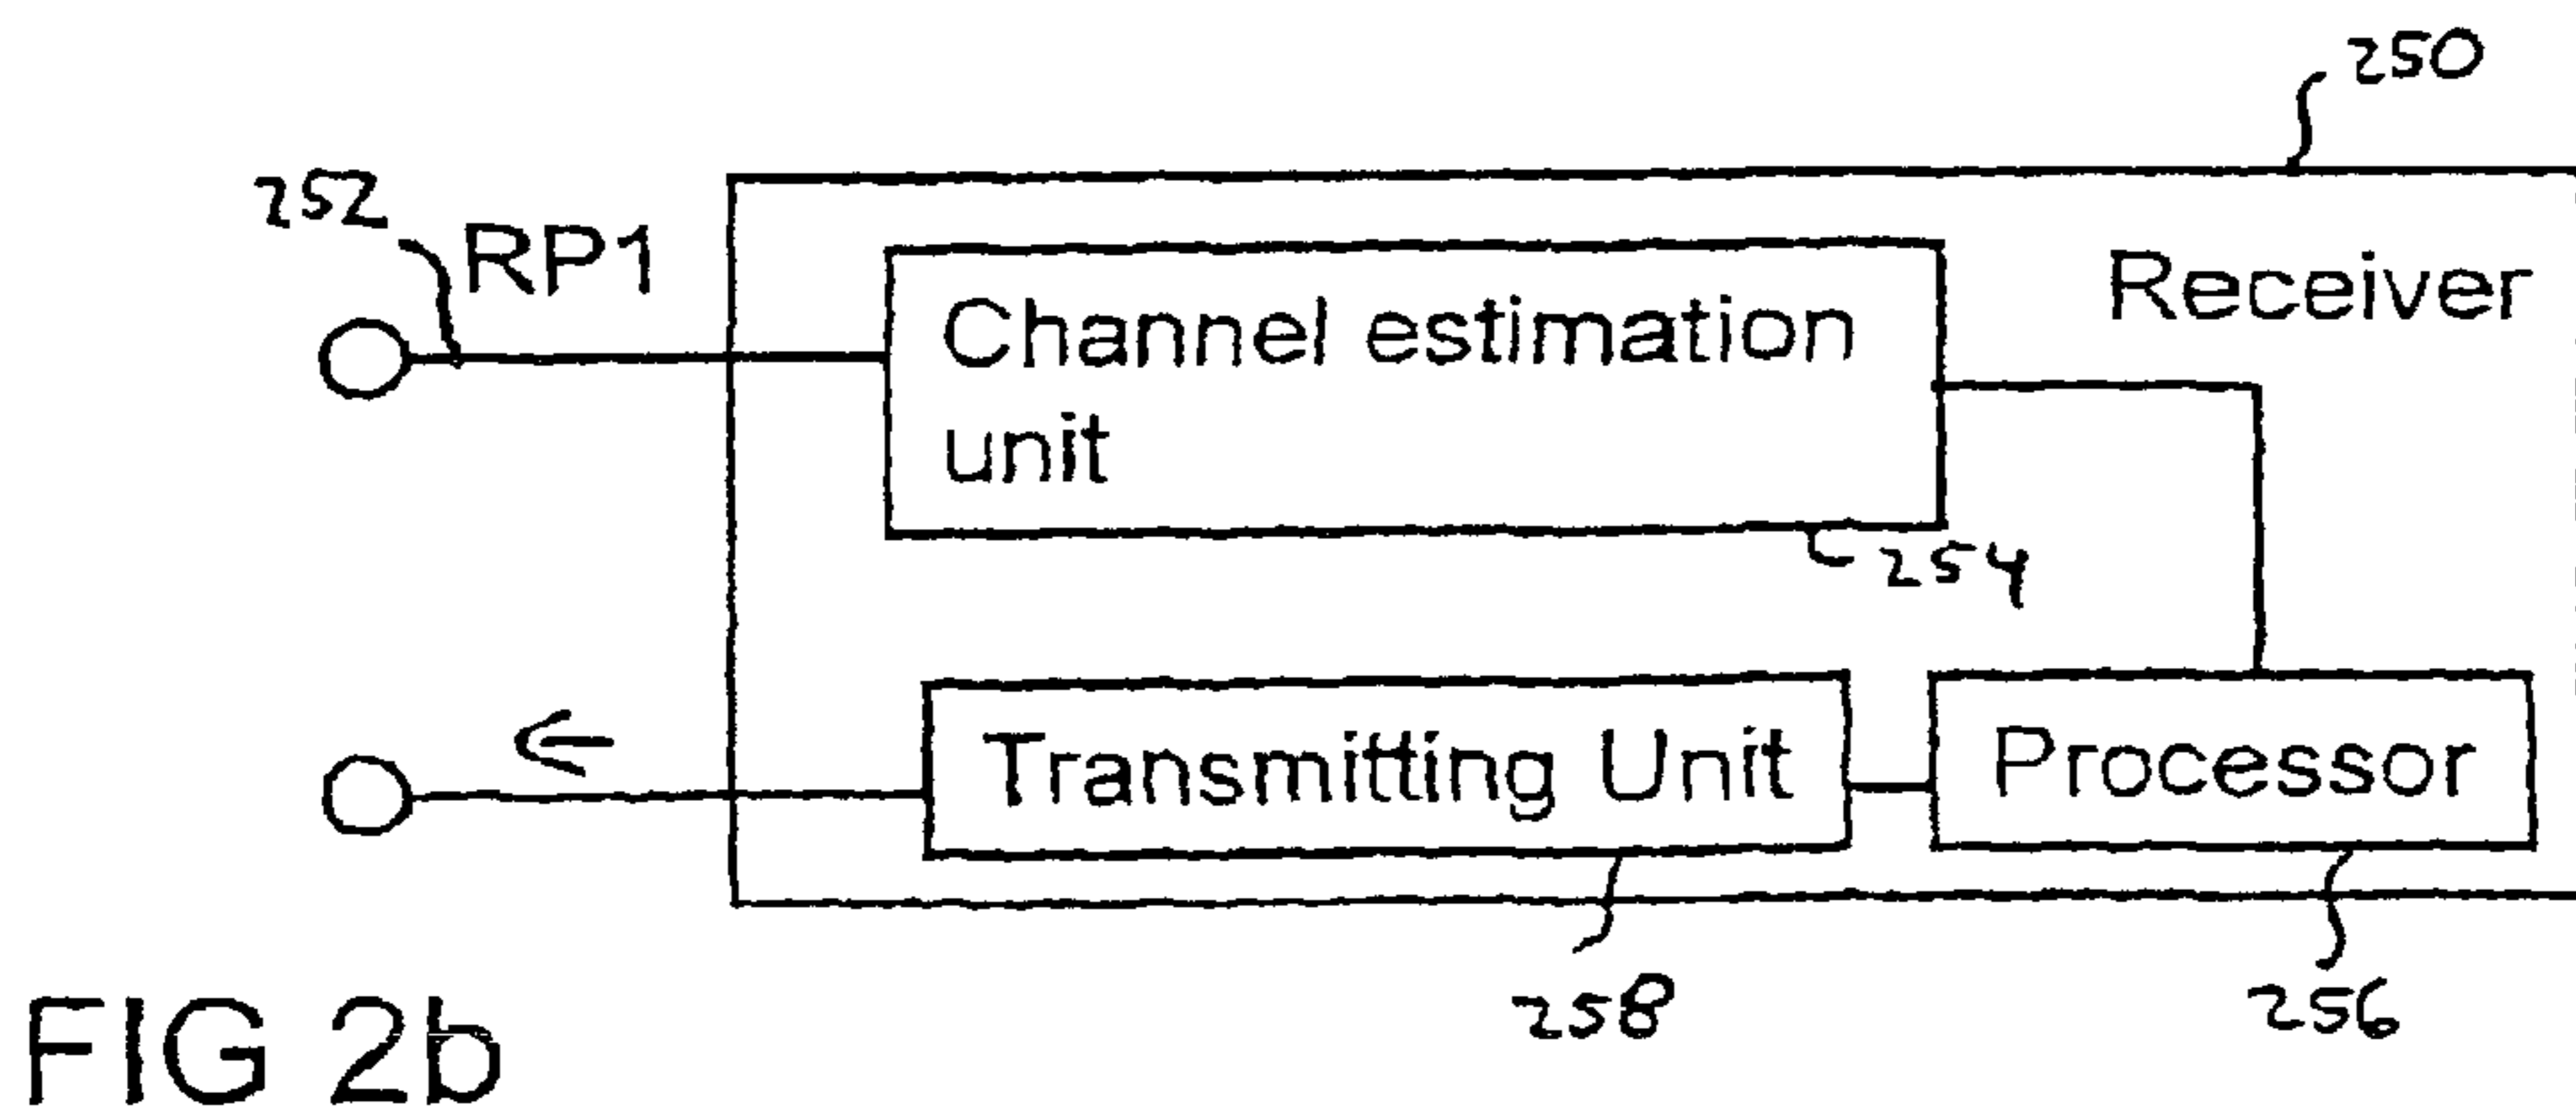 250
252
RP1
Receiver
Channel estimation
unit
254
Transmitting Unit
Processor
258
256
FIG 2b